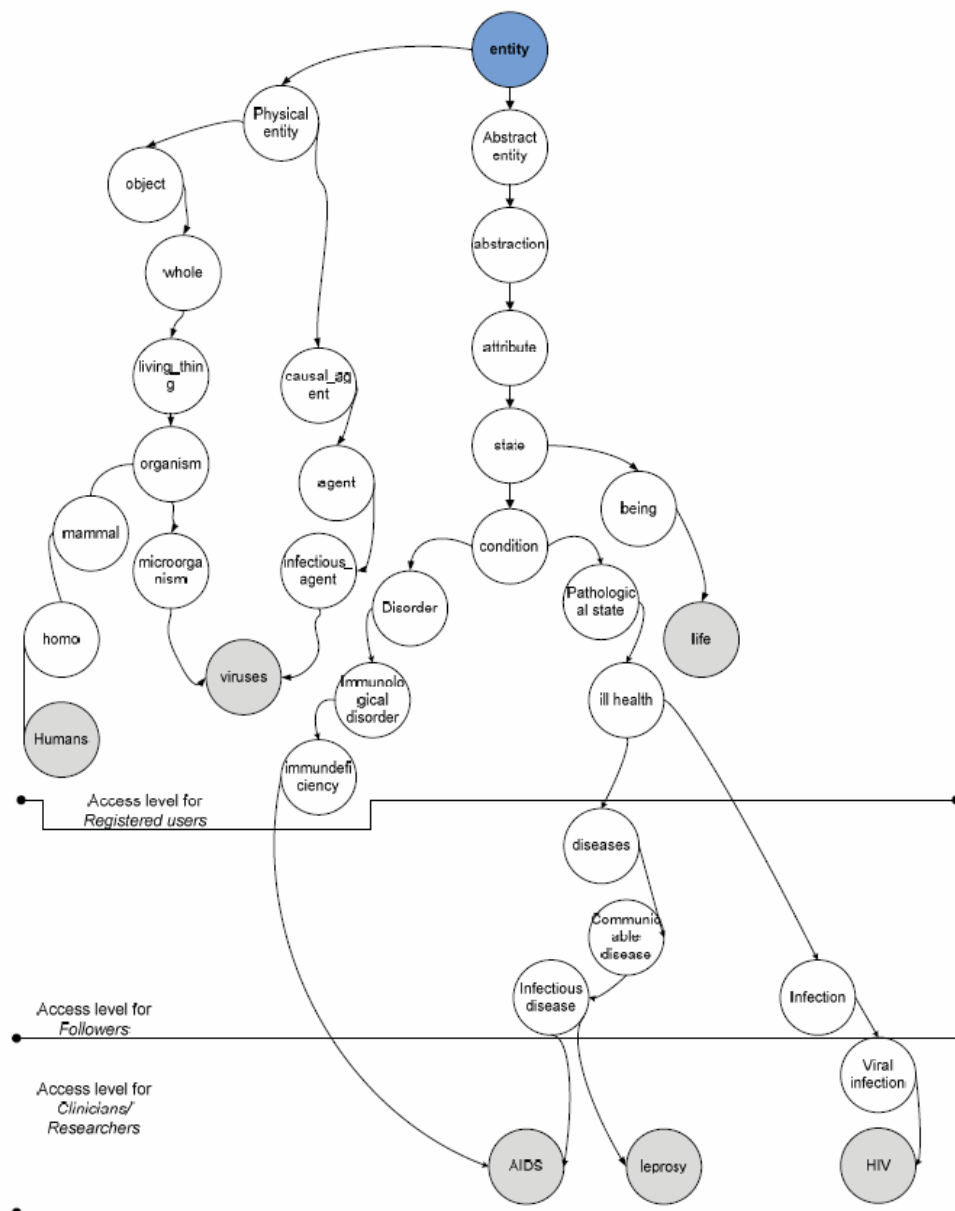 entity
Physical
entity
Abstract
entity
object
abstraction
whole
attribute
living_thin
g
causal_ag
ent
state
organism
agent
being
mammal
condition
microorga
nism
infectious_
agent
Pathologic
al state
Disorder
homo
life
viruses
Immunolo
gical
disorder
ill health
Humans
immundefi
ciency
Access level for
Registered users
diseases
Communic
able
disease
Infectious
disease
Infection
Access level for
Followers
Viral
infection
Access level for
Clinicians/
Researchers
AIDS
leprosy
HIV